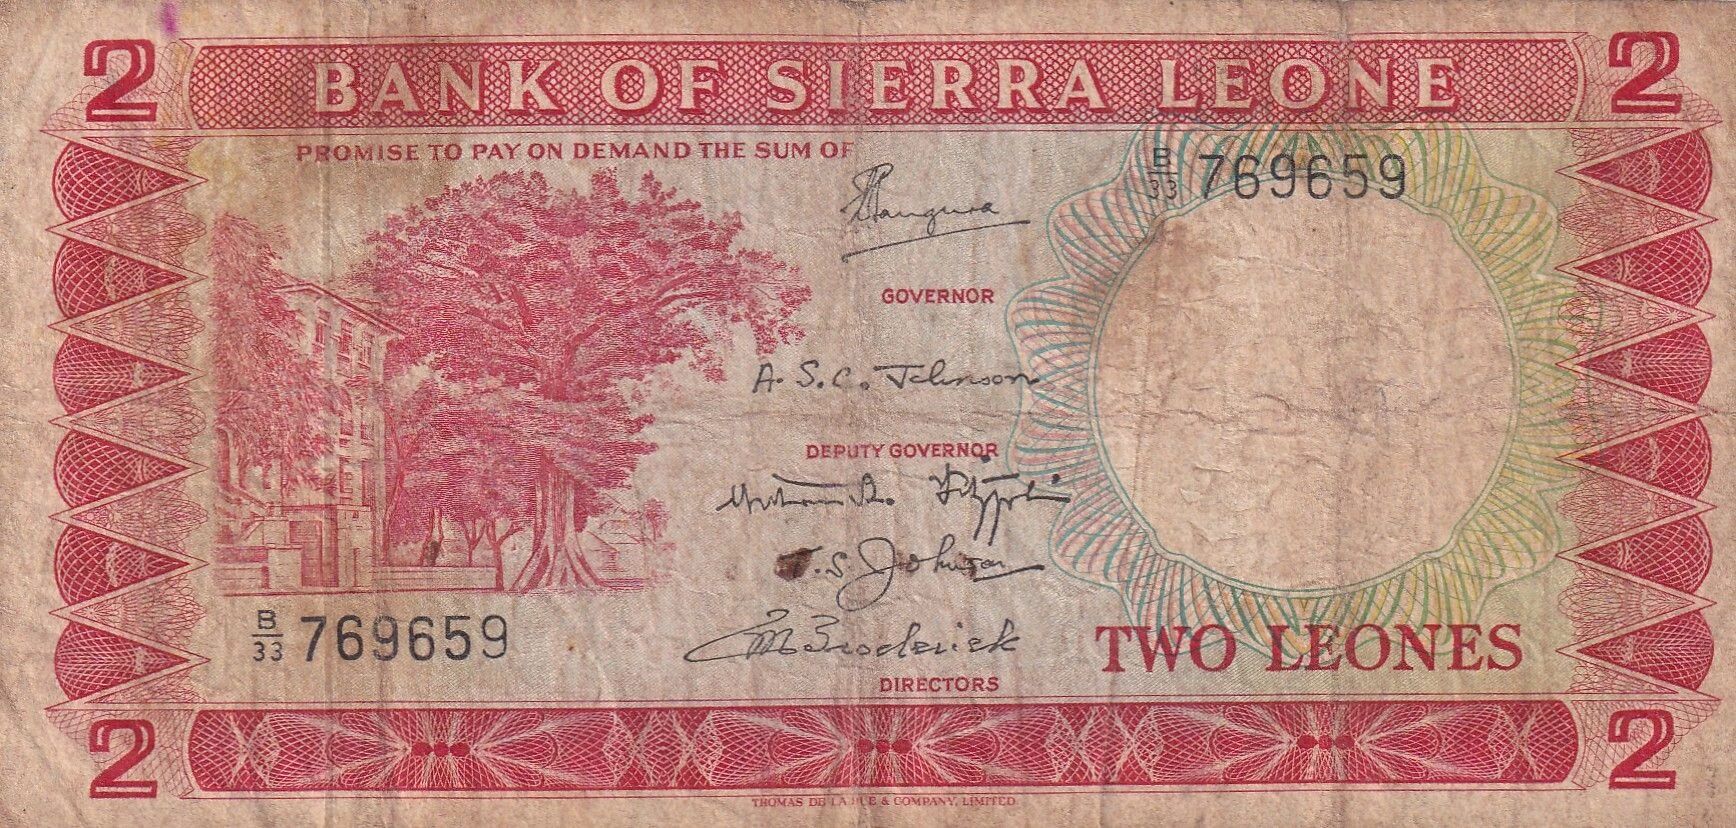 2 BANK OF SIERRA LEONE 2
PROMISE TO PAY ON DEMAND THE SUM OF
B/33 769659
GOVERNOR
A. S. C. Johnson
DEPUTY GOVERNOR
B/33 769659
DIRECTORS
TWO LEONES
2 2
THOMAS DE LA RUE & COMPANY, LIMITED.